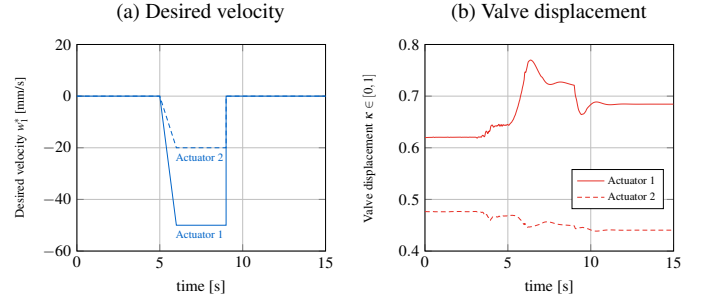 (a) Desired velocity
Desired velocity w₁* [mm/s]
20
0
−20
−40
−60
Actuator 2
Actuator 1
0
5
10
15
time [s]
(b) Valve displacement
Valve displacement κ ∈ [0,1]
0.8
0.7
0.6
0.5
0.4
Actuator 1
Actuator 2
0
5
10
15
time [s]